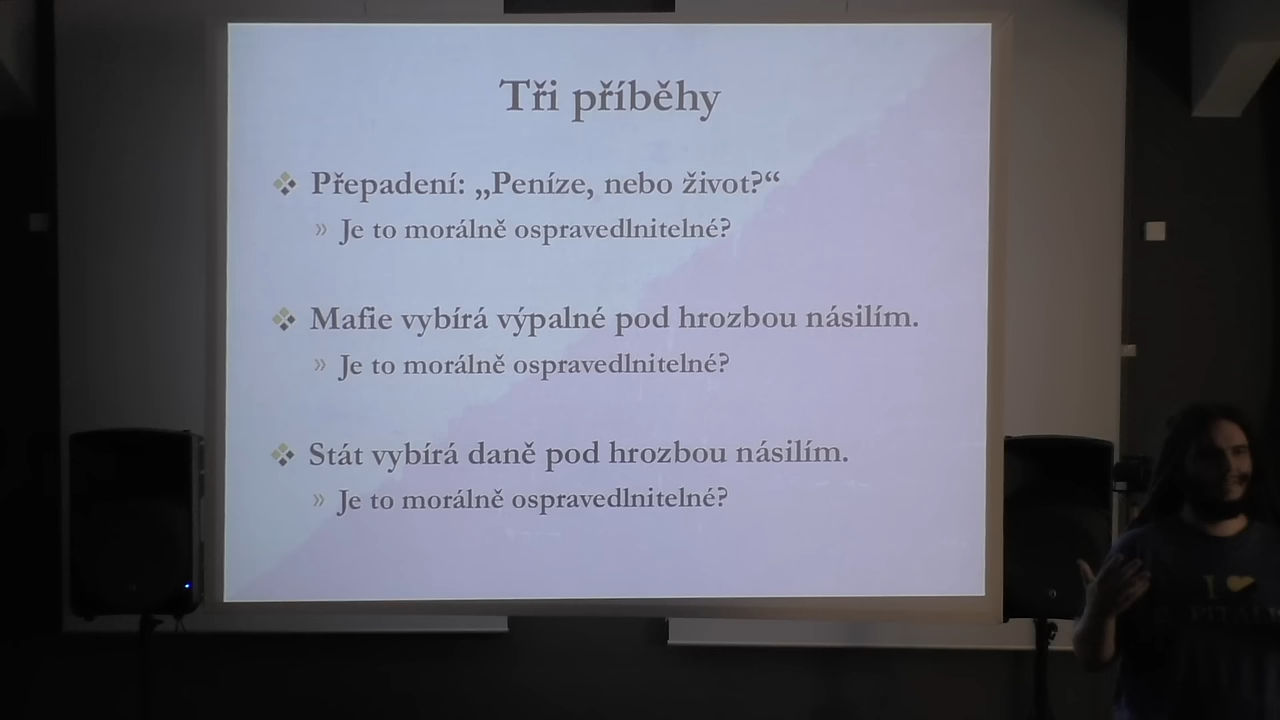 Tři příběhy
Přepadení: „Peníze, nebo život?“
» Je to morálně ospravedlnitelné?
Mafie vybírá výpalné pod hrozbou násilím.
» Je to morálně ospravedlnitelné?
Stát vybírá daně pod hrozbou násilím.
» Je to morálně ospravedlnitelné?
I